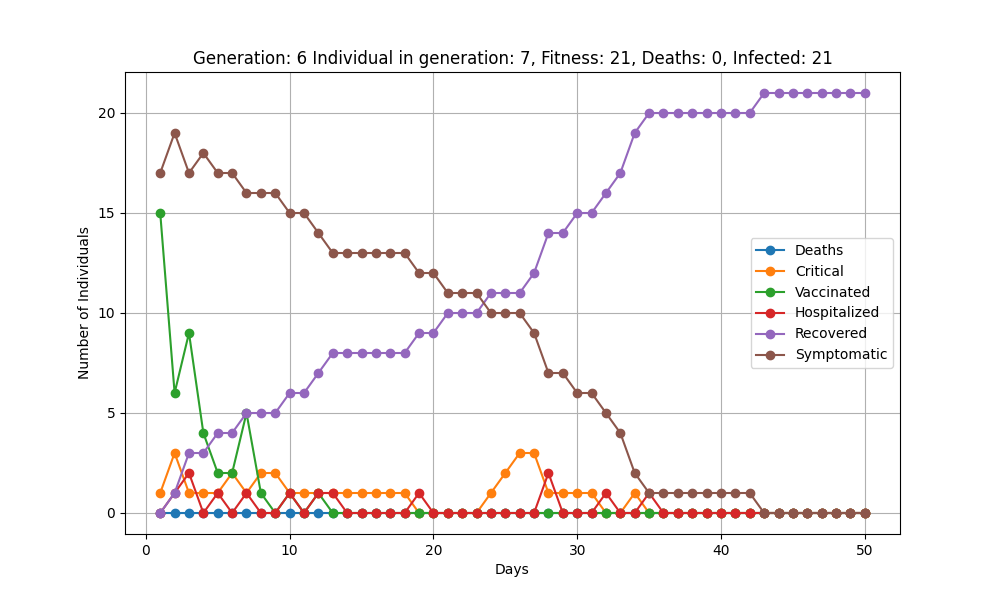 Generation: 6 Individual in generation: 7, Fitness: 21, Deaths: 0, Infected: 21
20
15
10
5
0
Number of Individuals
Deaths
Critical
Vaccinated
Hospitalized
Recovered
Symptomatic
0 10 20 30 40 50
Days